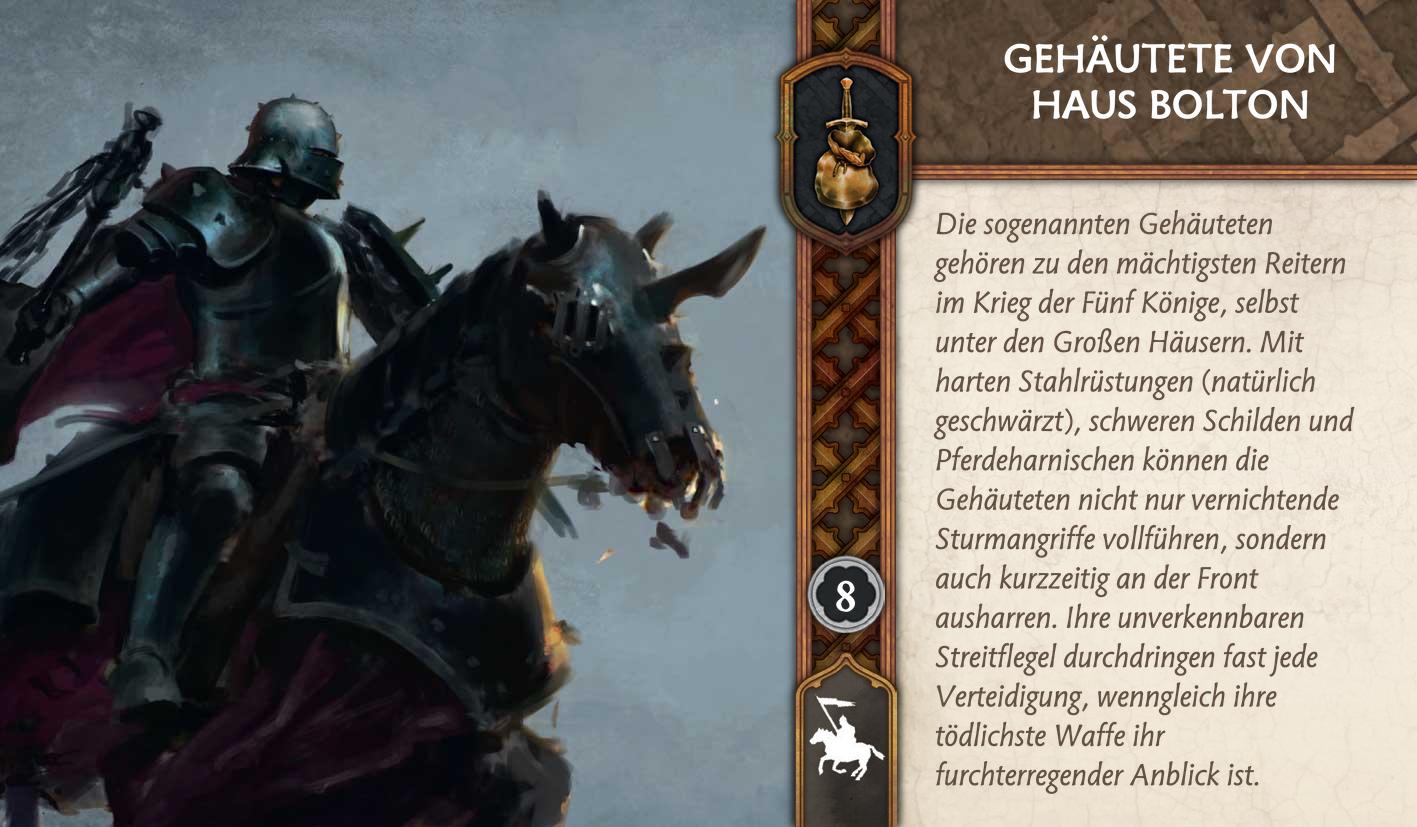 GEHÄUTETE VON
HAUS BOLTON
Die sogenannten Gehäuteten
gehören zu den mächtigsten Reitern
im Krieg der Fünf Könige, selbst
unter den Großen Häusern. Mit
harten Stahlrüstungen (natürlich
geschwärzt), schweren Schilden und
Pferdeharnischen können die
Gehäuteten nicht nur vernichtende
Sturmangriffe vollführen, sondern
auch kurzzeitig an der Front
ausharren. Ihre unverkennbaren
Streitflegel durchdringen fast jede
Verteidigung, wenngleich ihre
tödlichste Waffe ihr
furchterregender Anblick ist.
8